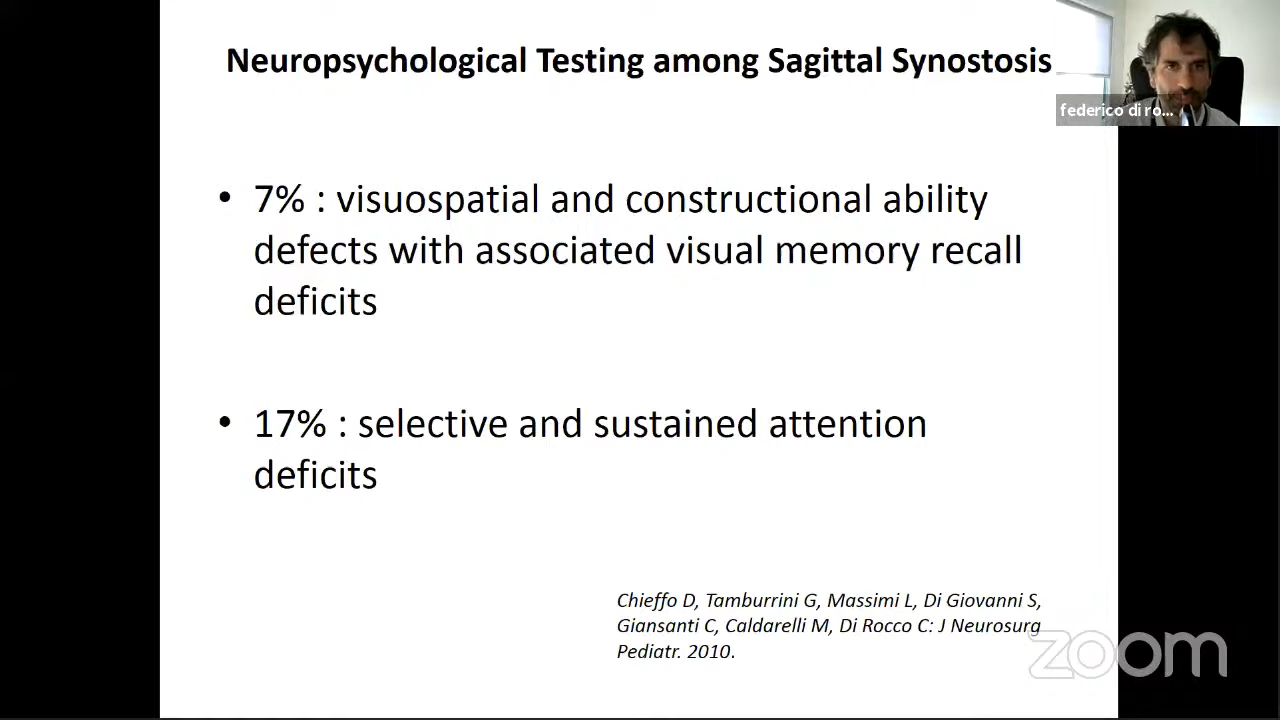 Neuropsychological Testing among Sagittal Synostosis
federico di ro...
• 7% : visuospatial and constructional ability
defects with associated visual memory recall
deficits
• 17% : selective and sustained attention
deficits
Chieffo D, Tamburrini G, Massimi L, Di Giovanni S,
Giansanti C, Caldarelli M, Di Rocco C: J Neurosurg
Pediatr. 2010.
zoom